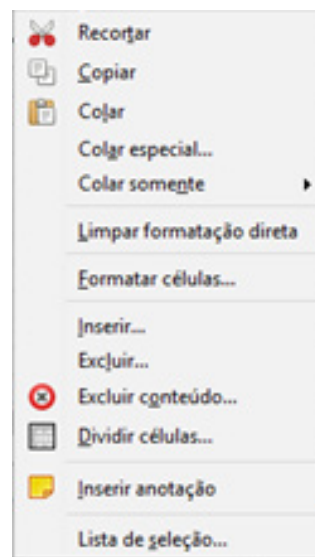 Recortar
Copiar
Colar
Colar especial...
Colar somente
Limpar formatação direta
Formatar células...
Inserir...
Excluir...
Excluir conteúdo...
Dividir células...
Inserir anotação
Lista de seleção...